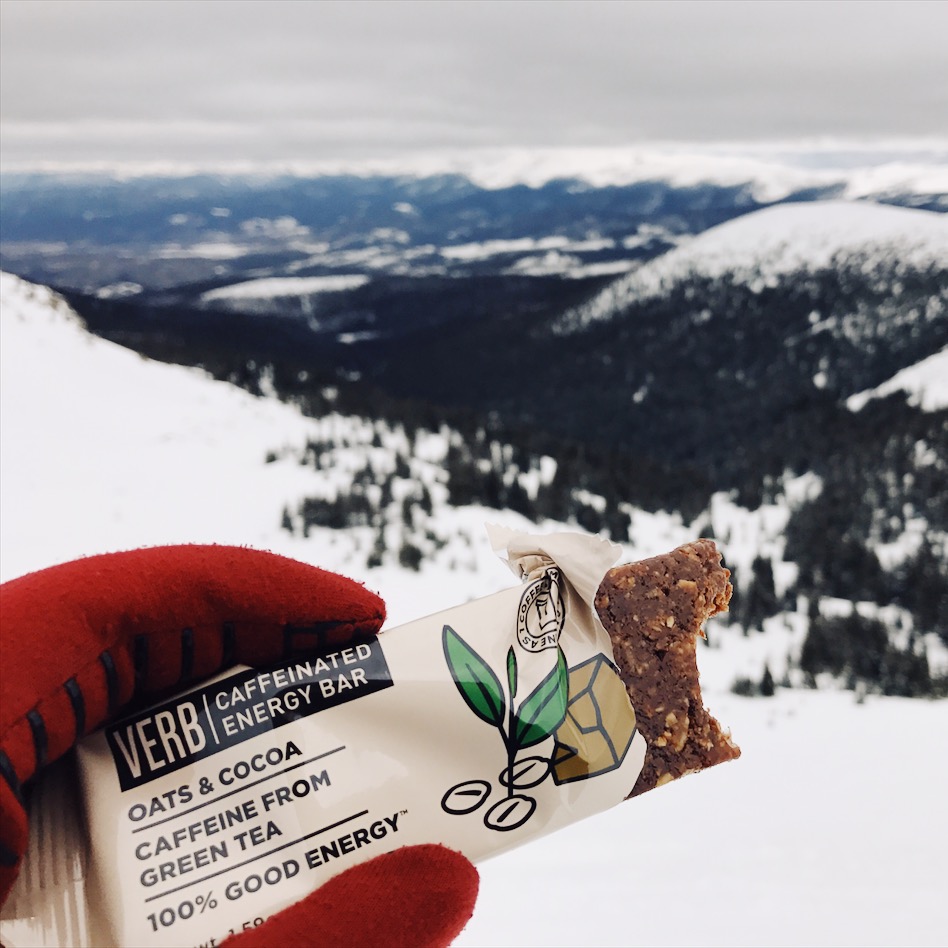 VERB | CAFFEINATED
ENERGY BAR
OATS & COCOA
CAFFEINE FROM
GREEN TEA
100% GOOD ENERGY™